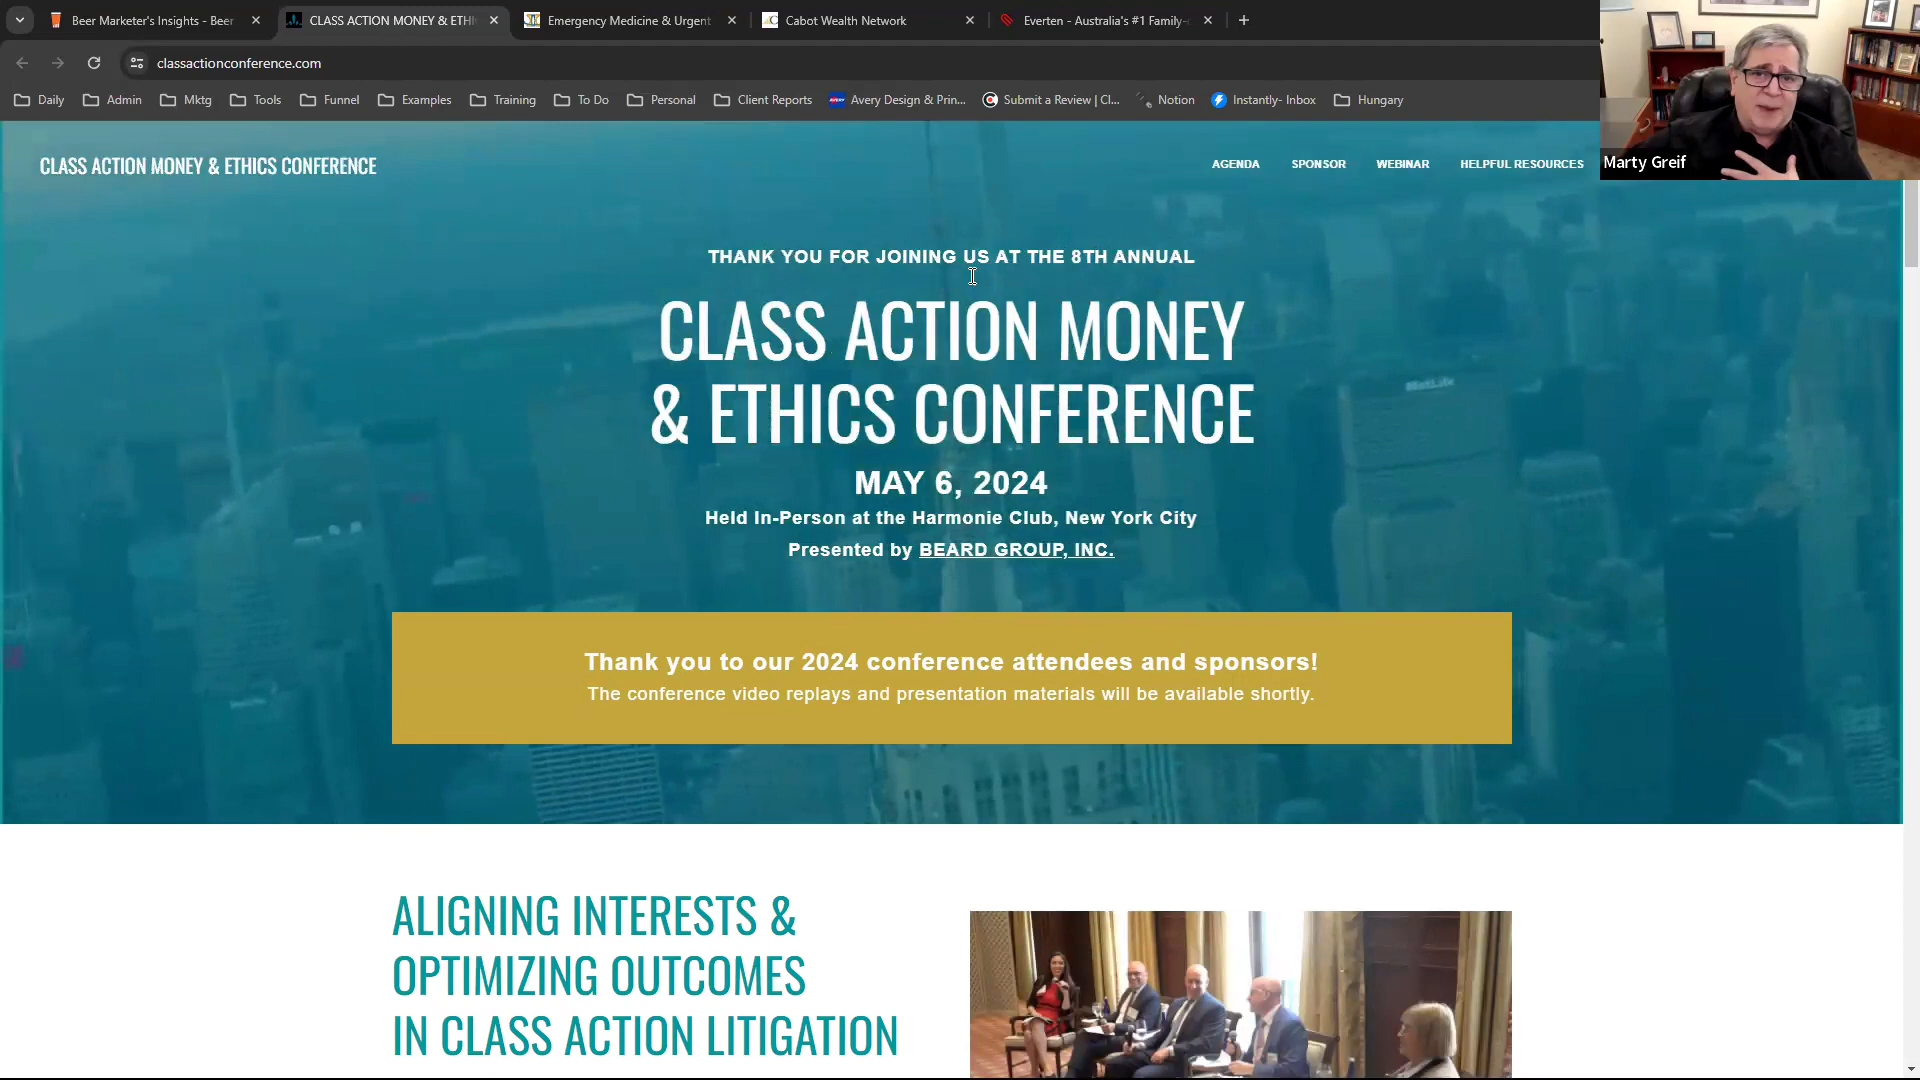 Beer Marketer's Insights - Beer
CLASS ACTION MONEY & ETHI
Emergency Medicine & Urgent
Cabot Wealth Network
Everten - Australia's #1 Family-
classactionconference.com
Daily
Admin
Mktg
Tools
Funnel
Examples
Training
To Do
Personal
Client Reports
Avery Design & Prin...
Submit a Review | Cl...
Notion
Instantly- Inbox
Hungary
Marty Greif
CLASS ACTION MONEY & ETHICS CONFERENCE
AGENDA
SPONSOR
WEBINAR
HELPFUL RESOURCES
THANK YOU FOR JOINING US AT THE 8TH ANNUAL
CLASS ACTION MONEY
& ETHICS CONFERENCE
MAY 6, 2024
Held In-Person at the Harmonie Club, New York City
Presented by BEARD GROUP, INC.
Thank you to our 2024 conference attendees and sponsors!
The conference video replays and presentation materials will be available shortly.
ALIGNING INTERESTS &
OPTIMIZING OUTCOMES
IN CLASS ACTION LITIGATION